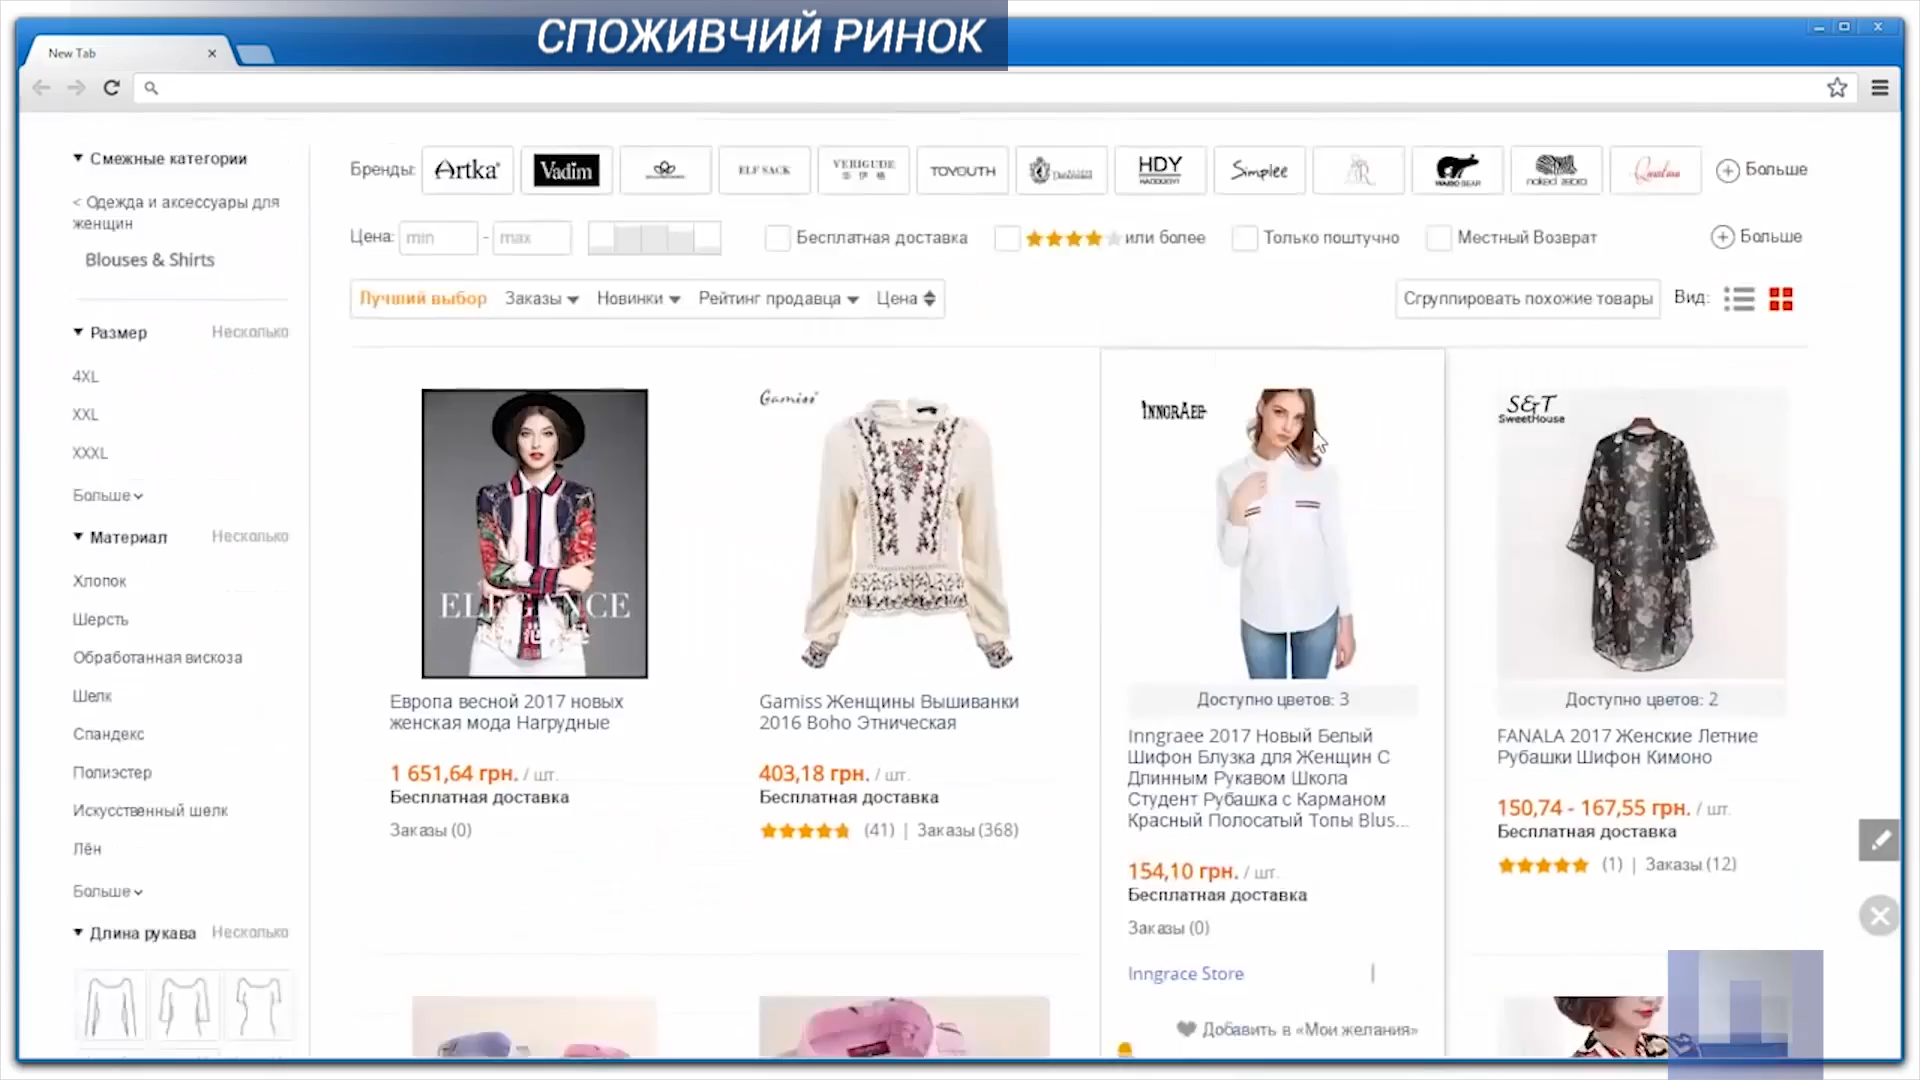 СПОЖИВЧИЙ РИНОК
New Tab
Смежные категории
< Одежда и аксессуары для
женщин
Blouses & Shirts
Размер Несколько
4XL
XXL
XXXL
Больше
Материал Несколько
Хлопок
Шерсть
Обработанная вискоза
Шелк
Спандекс
Полиэстер
Искусственный шелк
Лён
Больше
Длина рукава Несколько
Бренды: Artka Vadim ELF SACK VERIGUDE TOYOUTH HDY Simplee naked zebra Больше
Цена: min - max Бесплатная доставка или более Только поштучно Местный Возврат Больше
Лучший выбор Заказы Новинки Рейтинг продавца Цена Сгруппировать похожие товары Вид:
ELEGANCE
Европа весной 2017 новых
женская мода Нагрудные
1 651,64 грн. / шт.
Бесплатная доставка
Заказы (0)
Gamiss
Gamiss Женщины Вышиванки
2016 Boho Этническая
403,18 грн. / шт.
Бесплатная доставка
(41) | Заказы (368)
Доступно цветов: 3
Inngraee 2017 Новый Белый
Шифон Блузка для Женщин С
Длинным Рукавом Школа
Студент Рубашка с Карманом
Красный Полосатый Топы Blus...
154,10 грн. / шт.
Бесплатная доставка
Заказы (0)
Inngrace Store
Добавить в «Мои желания»
S&T
SweetHouse
Доступно цветов: 2
FANALA 2017 Женские Летние
Рубашки Шифон Кимоно
150,74 - 167,55 грн. / шт.
Бесплатная доставка
(1) | Заказы (12)